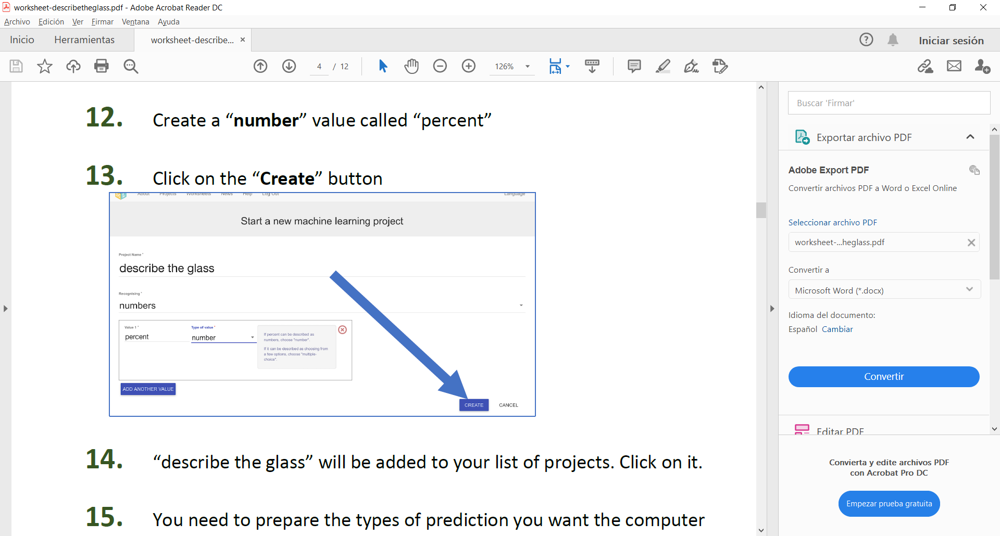 worksheet-describetheglass.pdf - Adobe Acrobat Reader DC
Archivo Edición Ver Firmar Ventana Ayuda
Inicio Herramientas worksheet-describe... × Iniciar sesión
4 / 12 126%
12. Create a “number” value called “percent”
13. Click on the “Create” button
About Projects Worksheets News Help Log Out Language
Start a new machine learning project
Project Name *
describe the glass
Recognising *
numbers
Value 1 *
percent
Type of value *
number
If percent can be described as
numbers, choose "number".
If it can be described as choosing from
a few options, choose "multiple-
choice".
ADD ANOTHER VALUE
CREATE CANCEL
14. “describe the glass” will be added to your list of projects. Click on it.
15. You need to prepare the types of prediction you want the computer
Buscar 'Firmar'
Exportar archivo PDF
Adobe Export PDF
Convertir archivos PDF a Word o Excel Online
Seleccionar archivo PDF
worksheet-...heglass.pdf
Convertir a
Microsoft Word (*.docx)
Idioma del documento:
Español Cambiar
Convertir
Editar PDF
Convierta y edite archivos PDF
con Acrobat Pro DC
Empezar prueba gratuita